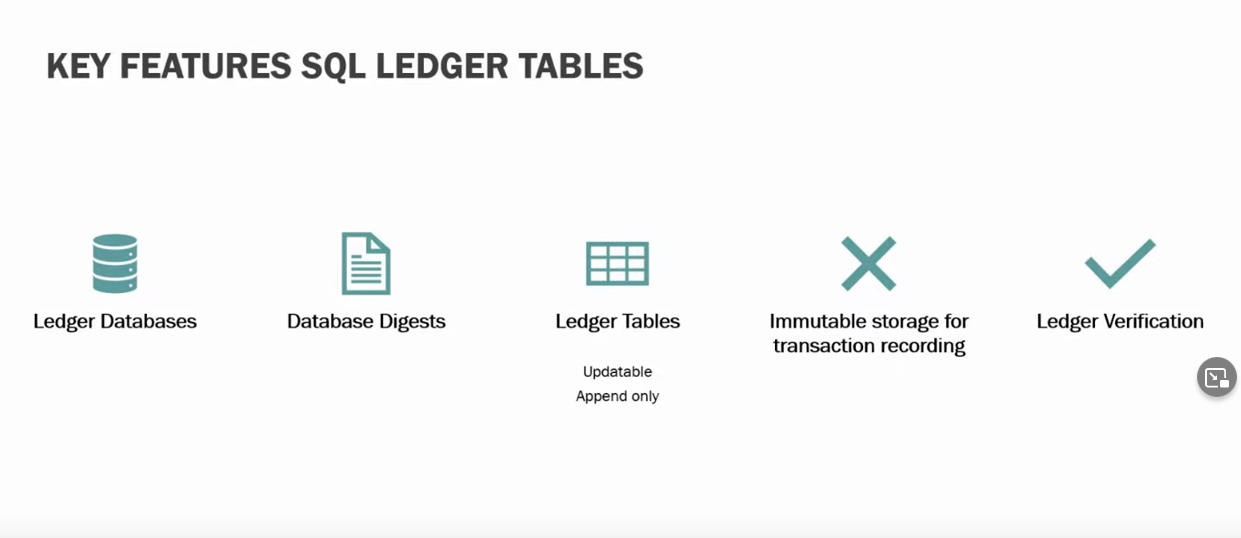 KEY FEATURES SQL LEDGER TABLES
Ledger Databases
Database Digests
Ledger Tables
Updatable
Append only
Immutable storage for
transaction recording
Ledger Verification